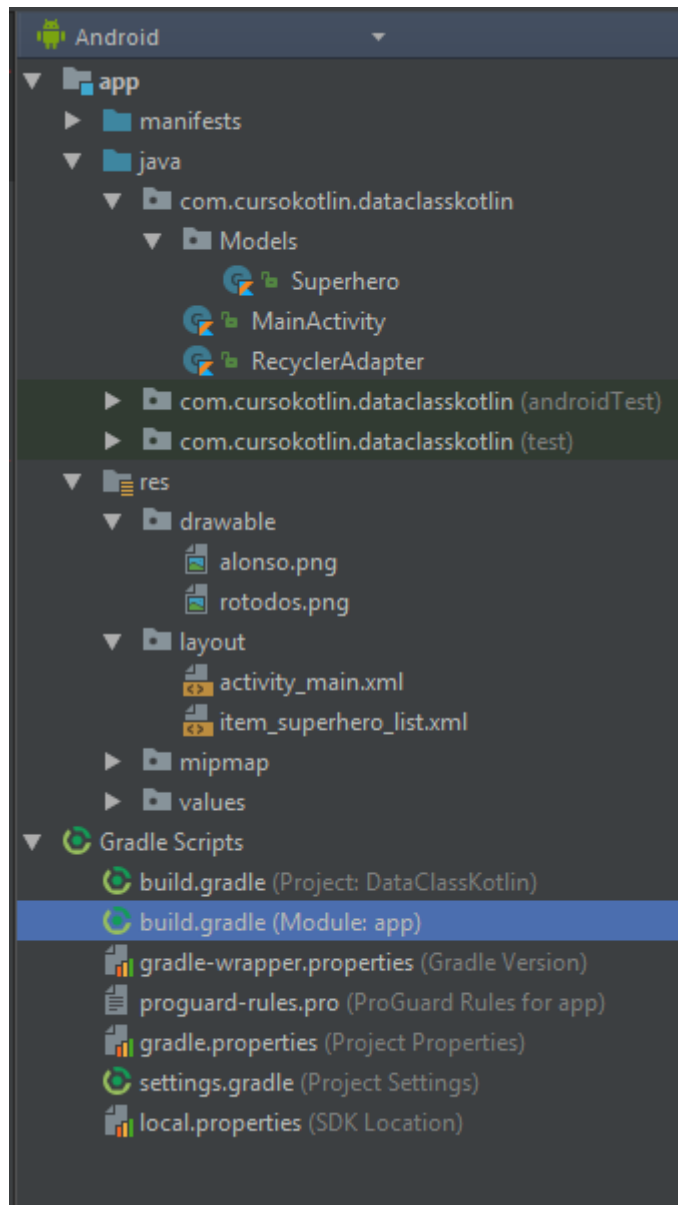 Android
app
manifests
java
com.cursokotlin.dataclasskotlin
Models
Superhero
MainActivity
RecyclerAdapter
com.cursokotlin.dataclasskotlin (androidTest)
com.cursokotlin.dataclasskotlin (test)
res
drawable
alonso.png
rotodos.png
layout
activity_main.xml
item_superhero_list.xml
mipmap
values
Gradle Scripts
build.gradle (Project: DataClassKotlin)
build.gradle (Module: app)
gradle-wrapper.properties (Gradle Version)
proguard-rules.pro (ProGuard Rules for app)
gradle.properties (Project Properties)
settings.gradle (Project Settings)
local.properties (SDK Location)